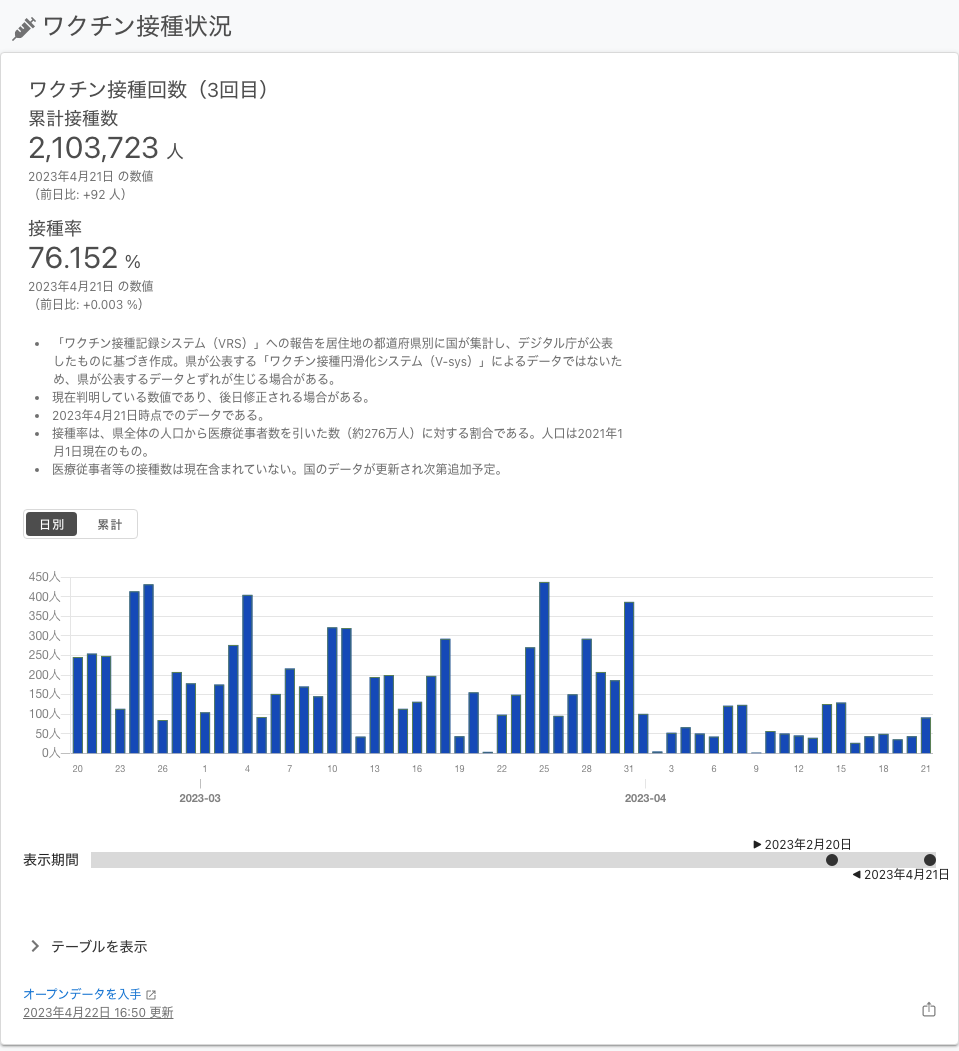 ワクチン接種状況
ワクチン接種回数（3回目）
累計接種数
2,103,723 人
2023年4月21日 の数値
（前日比: +92 人）
接種率
76.152 %
2023年4月21日 の数値
（前日比: +0.003 %）
• 「ワクチン接種記録システム（VRS）」への報告を居住地の都道府県別に国が集計し、デジタル庁が公表
したものに基づき作成。県が公表する「ワクチン接種円滑化システム（V-sys）」によるデータではないた
め、県が公表するデータとずれが生じる場合がある。
• 現在判明している数値であり、後日修正される場合がある。
• 2023年4月21日時点でのデータである。
• 接種率は、県全体の人口から医療従事者数を引いた数（約276万人）に対する割合である。人口は2021年1
月1日現在のもの。
• 医療従事者等の接種数は現在含まれていない。国のデータが更新され次第追加予定。
日別 累計
450人
400人
350人
300人
250人
200人
150人
100人
50人
0人
20 23 26 1 4 7 10 13 16 19 22 25 28 31 3 6 9 12 15 18 21
2023-03 2023-04
▶ 2023年2月20日
表示期間
◀ 2023年4月21日
テーブルを表示
オープンデータを入手
2023年4月22日 16:50 更新